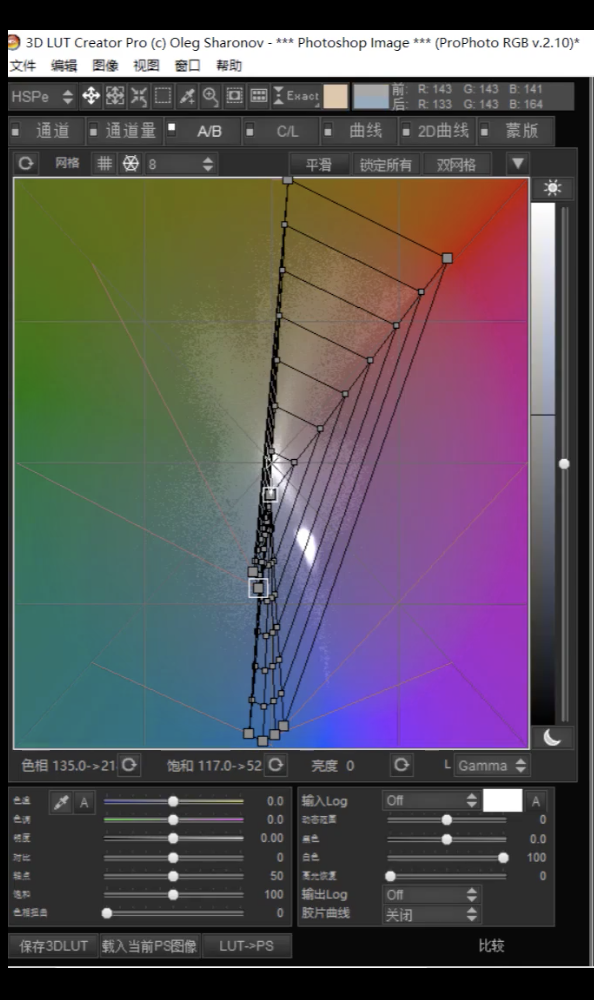 3D LUT Creator Pro (c) Oleg Sharonov - *** Photoshop Image *** (ProPhoto RGB v.2.10)*
文件 编辑 图像 视图 窗口 帮助
HSPe Exact 前: R: 143 G: 143 B: 141
后: R: 133 G: 143 B: 164
通道 通道量 A/B C/L 曲线 2D曲线 蒙版
网格 8 平滑 锁定所有 双网格
色相 135.0->21 饱和 117.0->52 亮度 0 L Gamma
色温 A 0.0 输入Log Off A
色调 0.0 动态范围 0
0.00 黑色 0.0
对比 0 白色 100
轴点 50 高光恢复 0
饱和 100 输出Log Off
色相扭曲 0 胶片曲线 关闭
保存3DLUT 载入当前PS图像 LUT->PS 比较